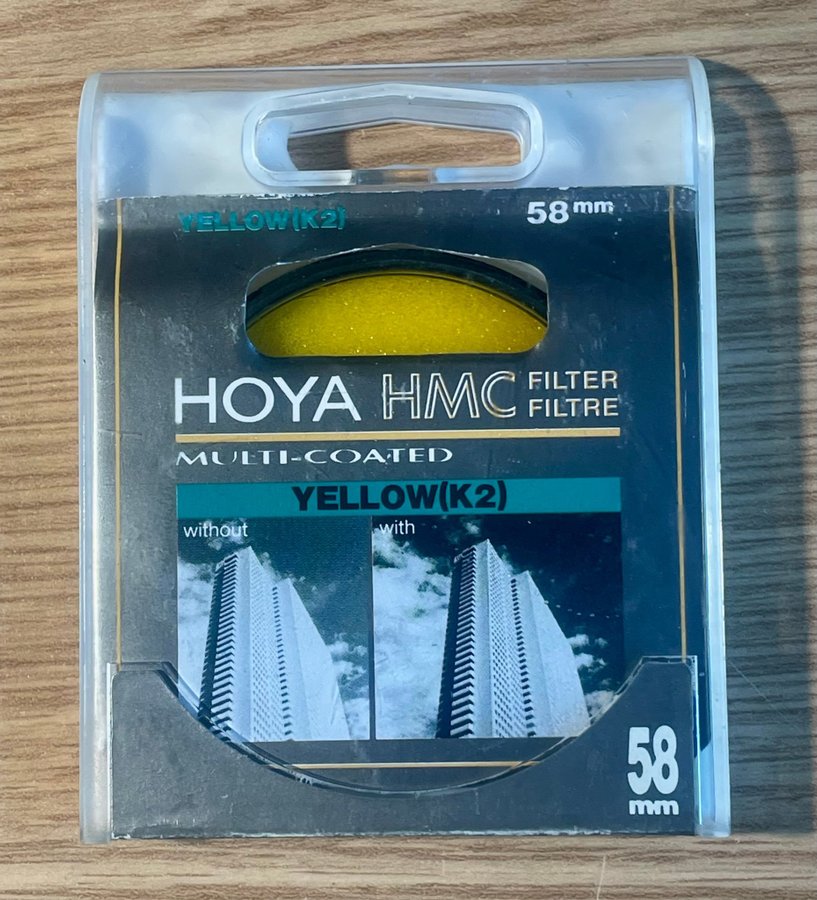 YELLOW(K2) 58mm
HOYA HMC FILTER
FILTRE
MULTI-COATED
YELLOW(K2)
without with
58
mm